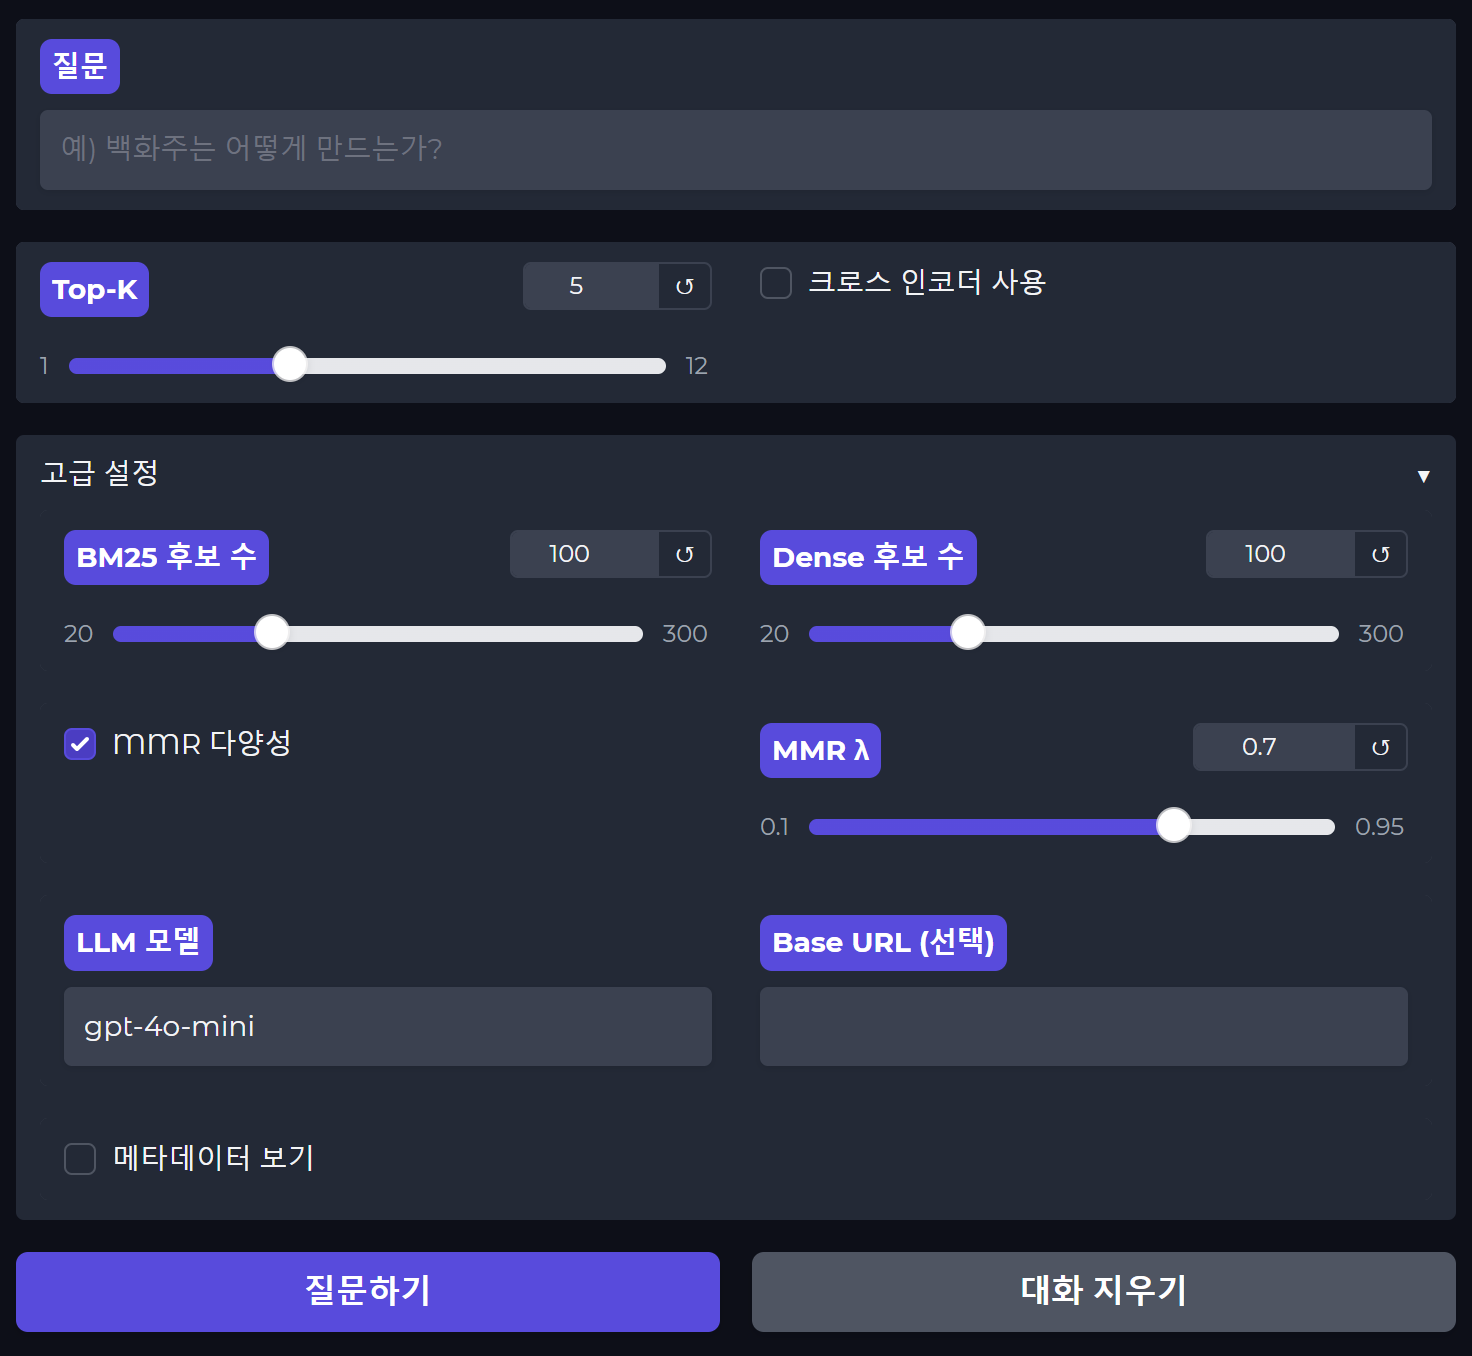 질문
예) 백화주는 어떻게 만드는가?
Top-K
5
↺
1
12
크로스 인코더 사용
고급 설정
▼
BM25 후보 수
100
↺
20
300
Dense 후보 수
100
↺
20
300
MMR 다양성
MMR λ
0.7
↺
0.1
0.95
LLM 모델
gpt-4o-mini
Base URL (선택)
메타데이터 보기
질문하기
대화 지우기